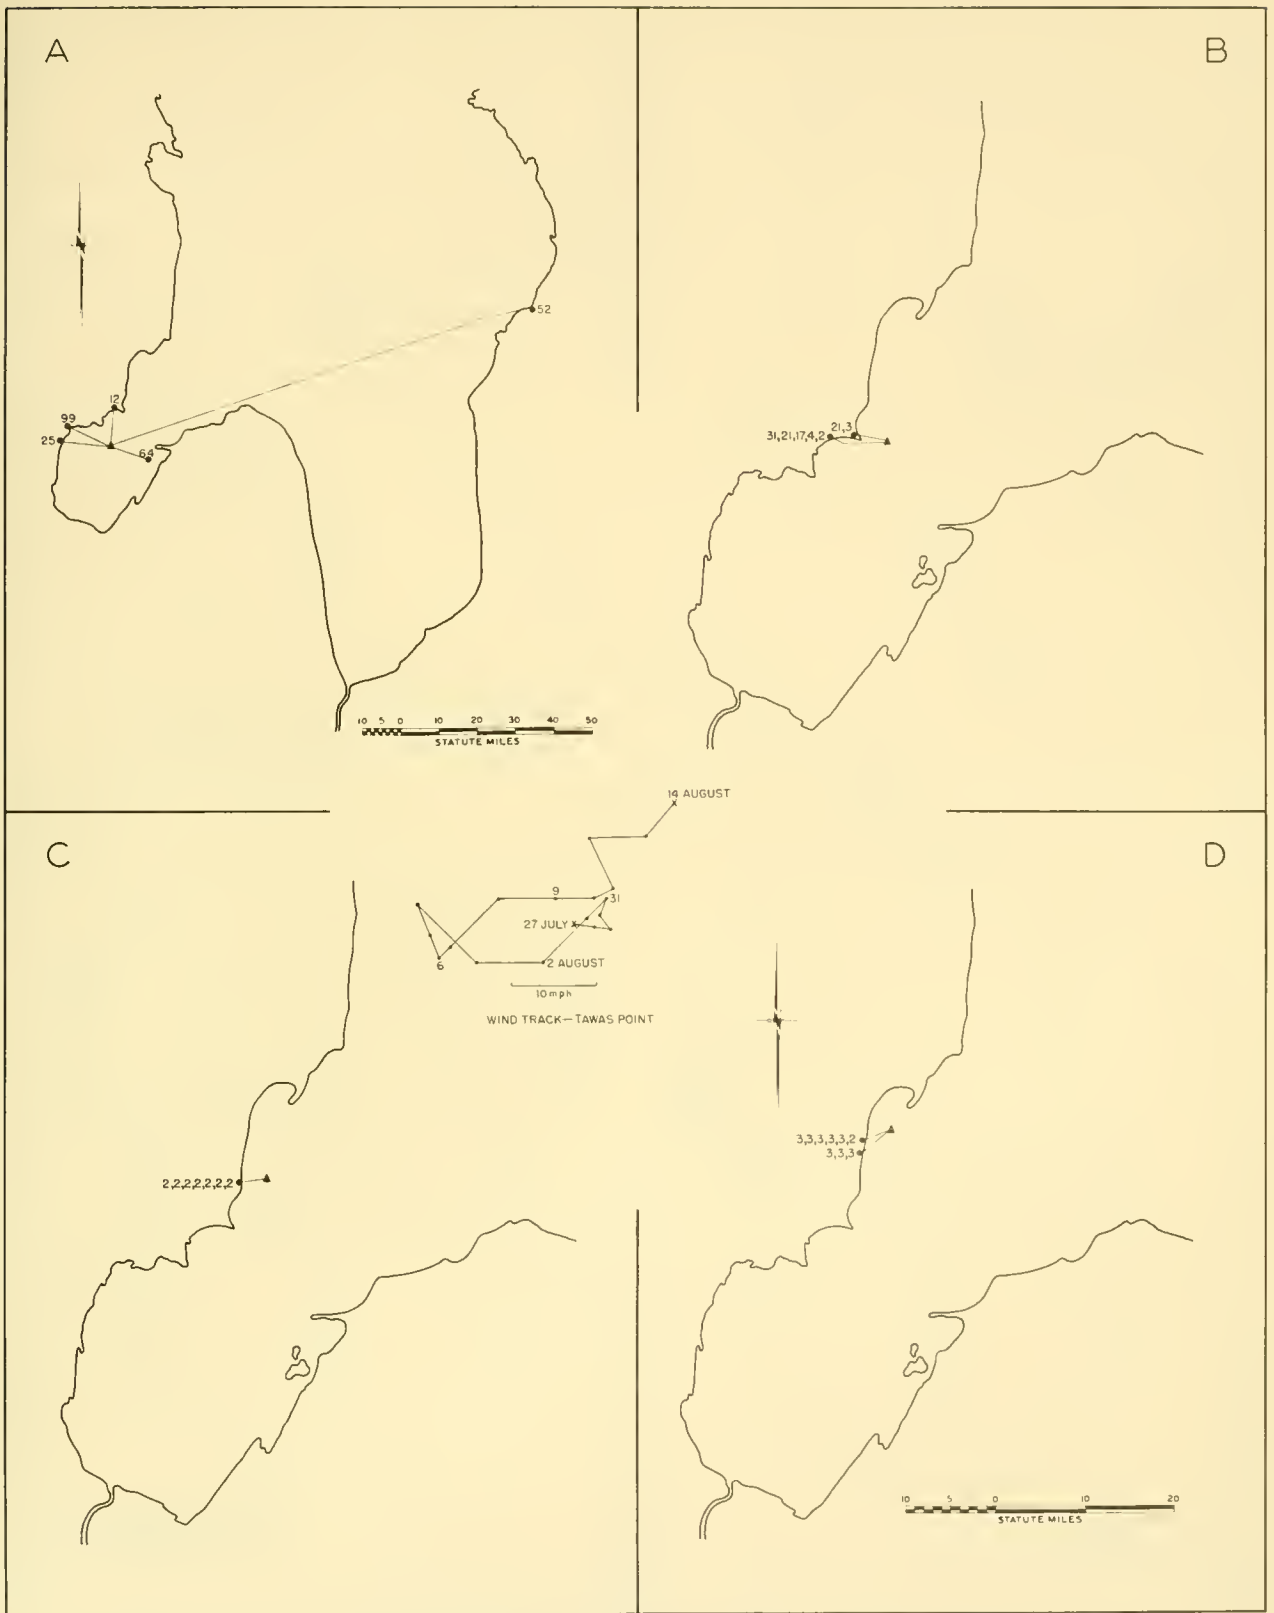 A
B
52
12
99
25
64
21,3
31,21,17,4,2
10 5 0 10 20 30 40 50
STATUTE MILES
14 AUGUST
C
D
9
31
27 JULY
6
2 AUGUST
10 mph
WIND TRACK—TAWAS POINT
3,3,3,3,3,2
3,3,3
2,2,2,2,2,2,2
10 5 0 10 20
STATUTE MILES